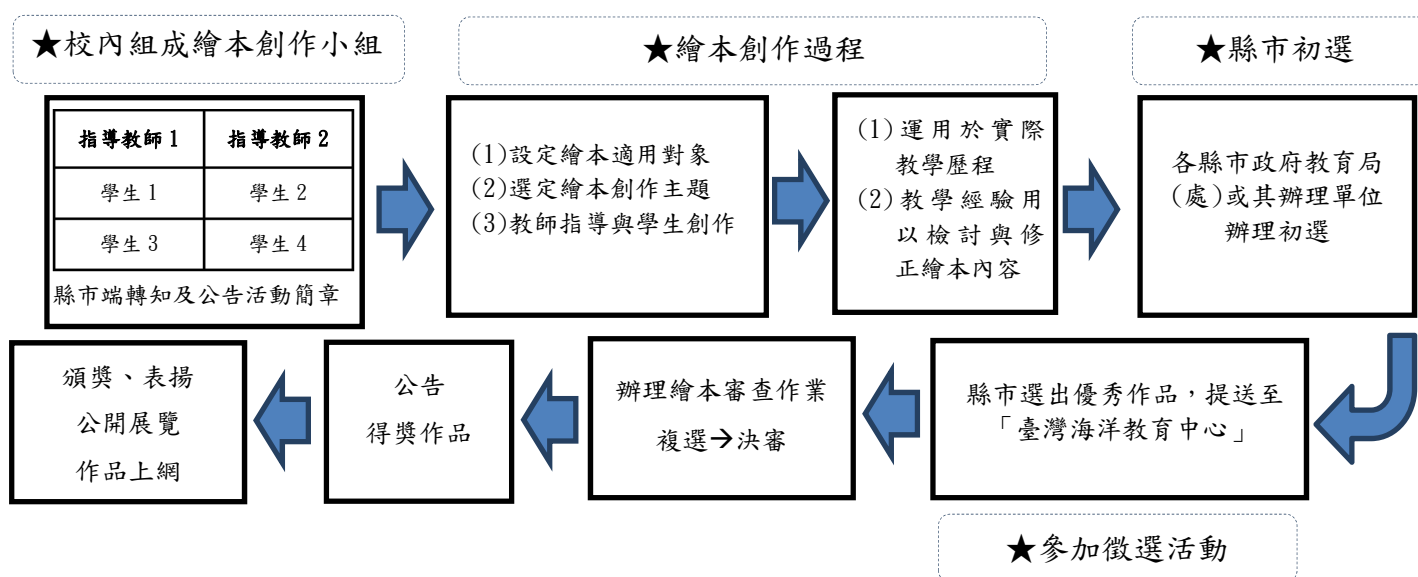 ★校內組成繪本創作小組
指導教師1 指導教師2
學生1 學生2
學生3 學生4
縣市端轉知及公告活動簡章
★繪本創作過程
(1)設定繪本適用對象
(2)選定繪本創作主題
(3)教師指導與學生創作
(1)運用於實際
教學歷程
(2)教學經驗用
以檢討與修
正繪本內容
★縣市初選
各縣市政府教育局
(處)或其辦理單位
辦理初選
縣市選出優秀作品，提送至
「臺灣海洋教育中心」
★參加徵選活動
辦理繪本審查作業
複選→決審
公告
得獎作品
頒獎、表揚
公開展覽
作品上網